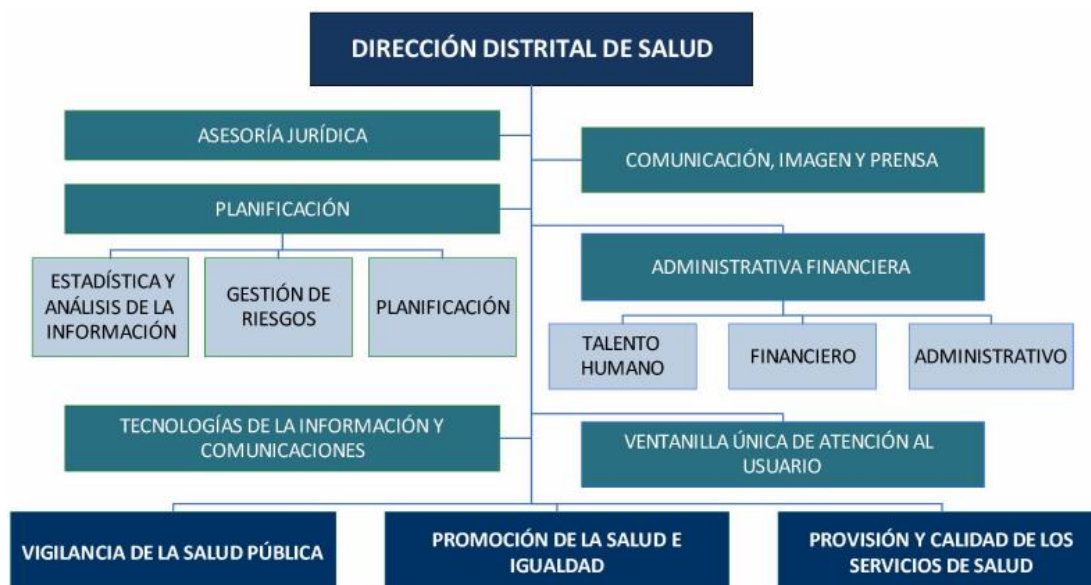 DIRECCIÓN DISTRITAL DE SALUD
ASESORÍA JURÍDICA
COMUNICACIÓN, IMAGEN Y PRENSA
PLANIFICACIÓN
ADMINISTRATIVA FINANCIERA
ESTADÍSTICA Y
ANÁLISIS DE LA
INFORMACIÓN
GESTIÓN DE
RIESGOS
PLANIFICACIÓN
TALENTO
HUMANO
FINANCIERO
ADMINISTRATIVO
TECNOLOGÍAS DE LA INFORMACIÓN Y
COMUNICACIONES
VENTANILLA ÚNICA DE ATENCIÓN AL
USUARIO
VIGILANCIA DE LA SALUD PÚBLICA
PROMOCIÓN DE LA SALUD E
IGUALDAD
PROVISIÓN Y CALIDAD DE LOS
SERVICIOS DE SALUD